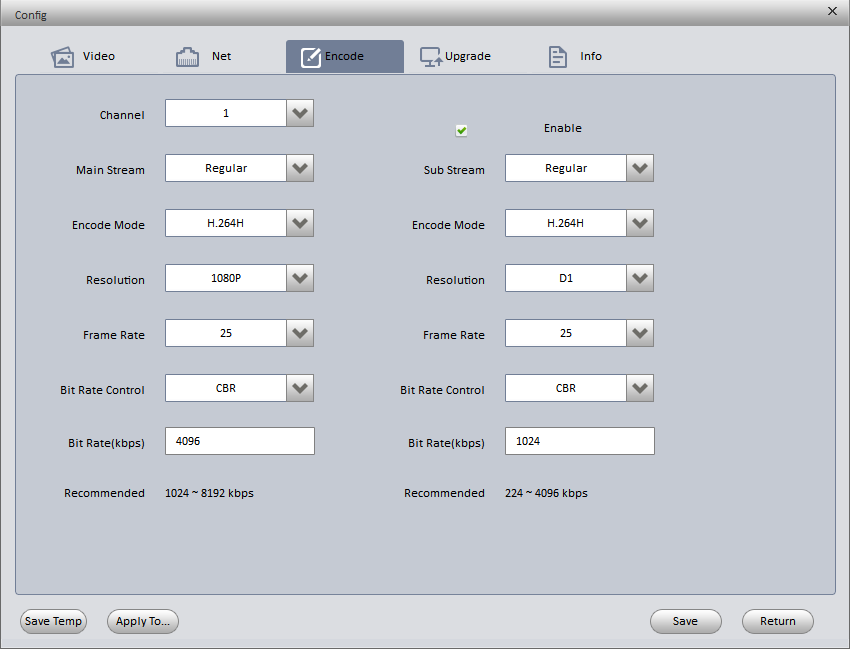 Config
Video Net Encode Upgrade Info
Channel 1
Enable
Main Stream Regular Sub Stream Regular
Encode Mode H.264H Encode Mode H.264H
Resolution 1080P Resolution D1
Frame Rate 25 Frame Rate 25
Bit Rate Control CBR Bit Rate Control CBR
Bit Rate(kbps) 4096 Bit Rate(kbps) 1024
Recommended 1024 ~ 8192 kbps Recommended 224 ~ 4096 kbps
Save Temp Apply To... Save Return